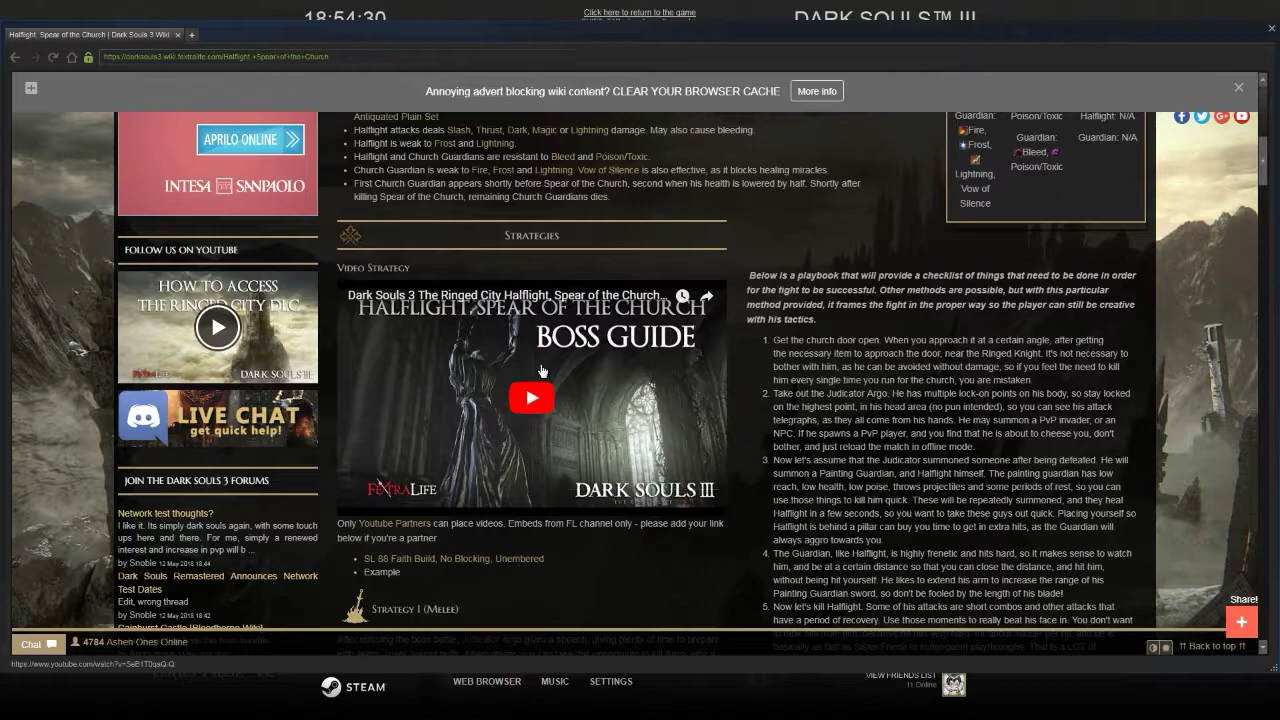 18:54:30
Click here to return to the game
DARK SOULS™ III
Halflight, Spear of the Church | Dark Souls 3 Wiki
https://darksouls3.wiki.fextralife.com/Halflight,+Spear+of+the+Church
Annoying advert blocking wiki content? CLEAR YOUR BROWSER CACHE
More info
APRILO ONLINE
INTESA SANPAOLO
FOLLOW US ON YOUTUBE
HOW TO ACCESS
THE RINGED CITY DLC
FEXTRALIFE
DARK SOULS III
LIVE CHAT
get quick help!
JOIN THE DARK SOULS 3 FORUMS
Network test thoughts?
I like it. Its simply dark souls again, with some touch
ups here and there. For me, simply a renewed
interest and increase in pvp will b ...
by Snoble 12 May 2018 18:44
Dark Souls Remastered Announces Network
Test Dates
Edit, wrong thread
by Snoble 12 May 2018 18:42
Antiquated Plain Set
Halflight attacks deals Slash, Thrust, Dark, Magic or Lightning damage. May also cause bleeding.
Halflight is weak to Frost and Lightning.
Halflight and Church Guardians are resistant to Bleed and Poison/Toxic.
Church Guardian is weak to Fire, Frost and Lightning. Vow of Silence is also effective, as it blocks healing miracles.
First Church Guardian appears shortly before Spear of the Church, second when his health is lowered by half. Shortly after
killing Spear of the Church, remaining Church Guardians dies.
STRATEGIES
VIDEO STRATEGY
Dark Souls 3 The Ringed City Halflight, Spear of the Church...
HALFLIGHT, SPEAR OF THE CHURCH
BOSS GUIDE
FEXTRALIFE
DARK SOULS III
Only Youtube Partners can place videos. Embeds from FL channel only - please add your link
below if you're a partner
SL 88 Faith Build, No Blocking, Unembered
Example
STRATEGY 1 (MELEE)
Guardian:
Fire,
Frost,
Lightning,
Vow of
Silence
Poison/Toxic
Guardian:
Bleed,
Poison/Toxic
Halflight: N/A
Guardian: N/A
Below is a playbook that will provide a checklist of things that need to be done in order
for the fight to be successful. Other methods are possible, but with this particular
method provided, it frames the fight in the proper way so the player can still be creative
with his tactics.
1. Get the church door open. When you approach it at a certain angle, after getting
the necessary item to approach the door, near the Ringed Knight. It's not necessary to
bother with him, as he can be avoided without damage, so if you feel the need to kill
him every single time you run for the church, you are mistaken.
2. Take out the Judicator Argo. He has multiple lock-on points on his body, so stay locked
on the highest point, in his head area (no pun intended), so you can see his attack
telegraphs, as they all come from his hands. He may summon a PvP invader, or an
NPC. If he spawns a PvP player, and you find that he is about to cheese you, don't
bother, and just reload the match in offline mode.
3. Now let's assume that the Judicator summoned someone after being defeated. He will
summon a Painting Guardian, and Halflight himself. The painting guardian has low
reach, low health, low poise, throws projectiles and some periods of rest, so you can
use those things to kill him quick. These will be repeatedly summoned, and they heal
Halflight in a few seconds, so you want to take these guys out quick. Placing yourself so
Halflight is behind a pillar can buy you time to get in extra hits, as the Guardian will
always aggro towards you.
4. The Guardian, like Halflight, is highly frenetic and hits hard, so it makes sense to watch
him, and be at a certain distance so that you can close the distance, and hit him,
without being hit yourself. He likes to extend his arm to increase the range of his
Painting Guardian sword, so don't be fooled by the length of his blade!
5. Now let's kill Halflight. Some of his attacks are short combos and other attacks that
have a period of recovery. Use those moments to really beat his face in. You don't want
Share!
Chat
4784 Ashen Ones Online
Back to top
https://www.youtube.com/watch?v=5eB1T0qaQ-Q
STEAM
WEB BROWSER
MUSIC
SETTINGS
VIEW FRIENDS LIST
11 Online